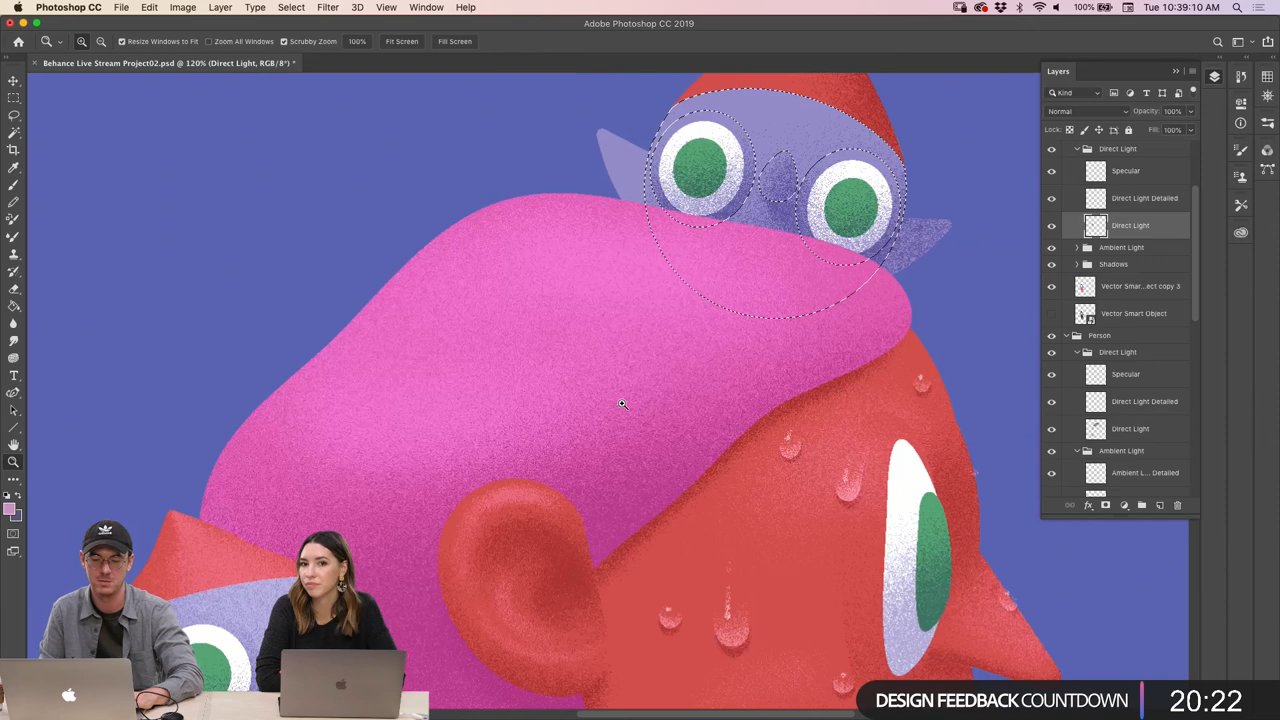 Photoshop CC File Edit Image Layer Type Select Filter 3D View Window Help 100% Tue 10:39:10 AM
Adobe Photoshop CC 2019
Resize Windows to Fit Zoom All Windows Scrubby Zoom 100% Fit Screen Fill Screen
Behance Live Stream Project02.psd @ 120% (Direct Light, RGB/8*) *
Layers
Kind
Normal Opacity: 100%
Lock: Fill: 100%
Direct Light
Specular
Direct Light Detailed
Direct Light
Ambient Light
Shadows
Vector Smar...ect copy 3
Vector Smart Object
Person
Direct Light
Specular
Direct Light Detailed
Direct Light
Ambient Light
Ambient L... Detailed
fx
DESIGN FEEDBACK COUNTDOWN 20:22